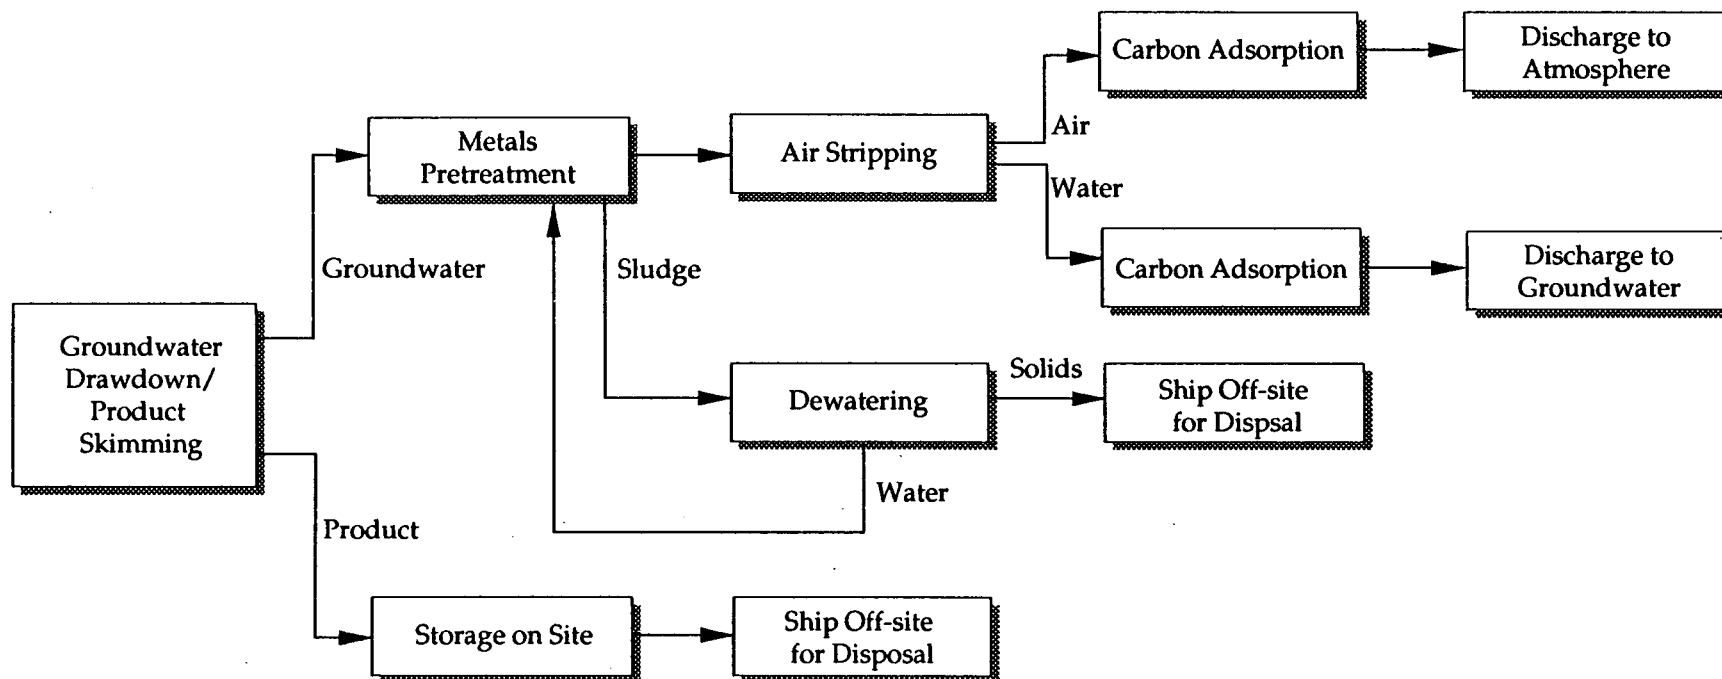 Carbon Adsorption
Discharge to
Atmosphere
Air
Metals
Pretreatment
Air Stripping
Water
Groundwater
Sludge
Carbon Adsorption
Discharge to
Groundwater
Groundwater
Drawdown/
Product
Skimming
Solids
Dewatering
Ship Off-site
for Dispsal
Water
Product
Storage on Site
Ship Off-site
for Disposal